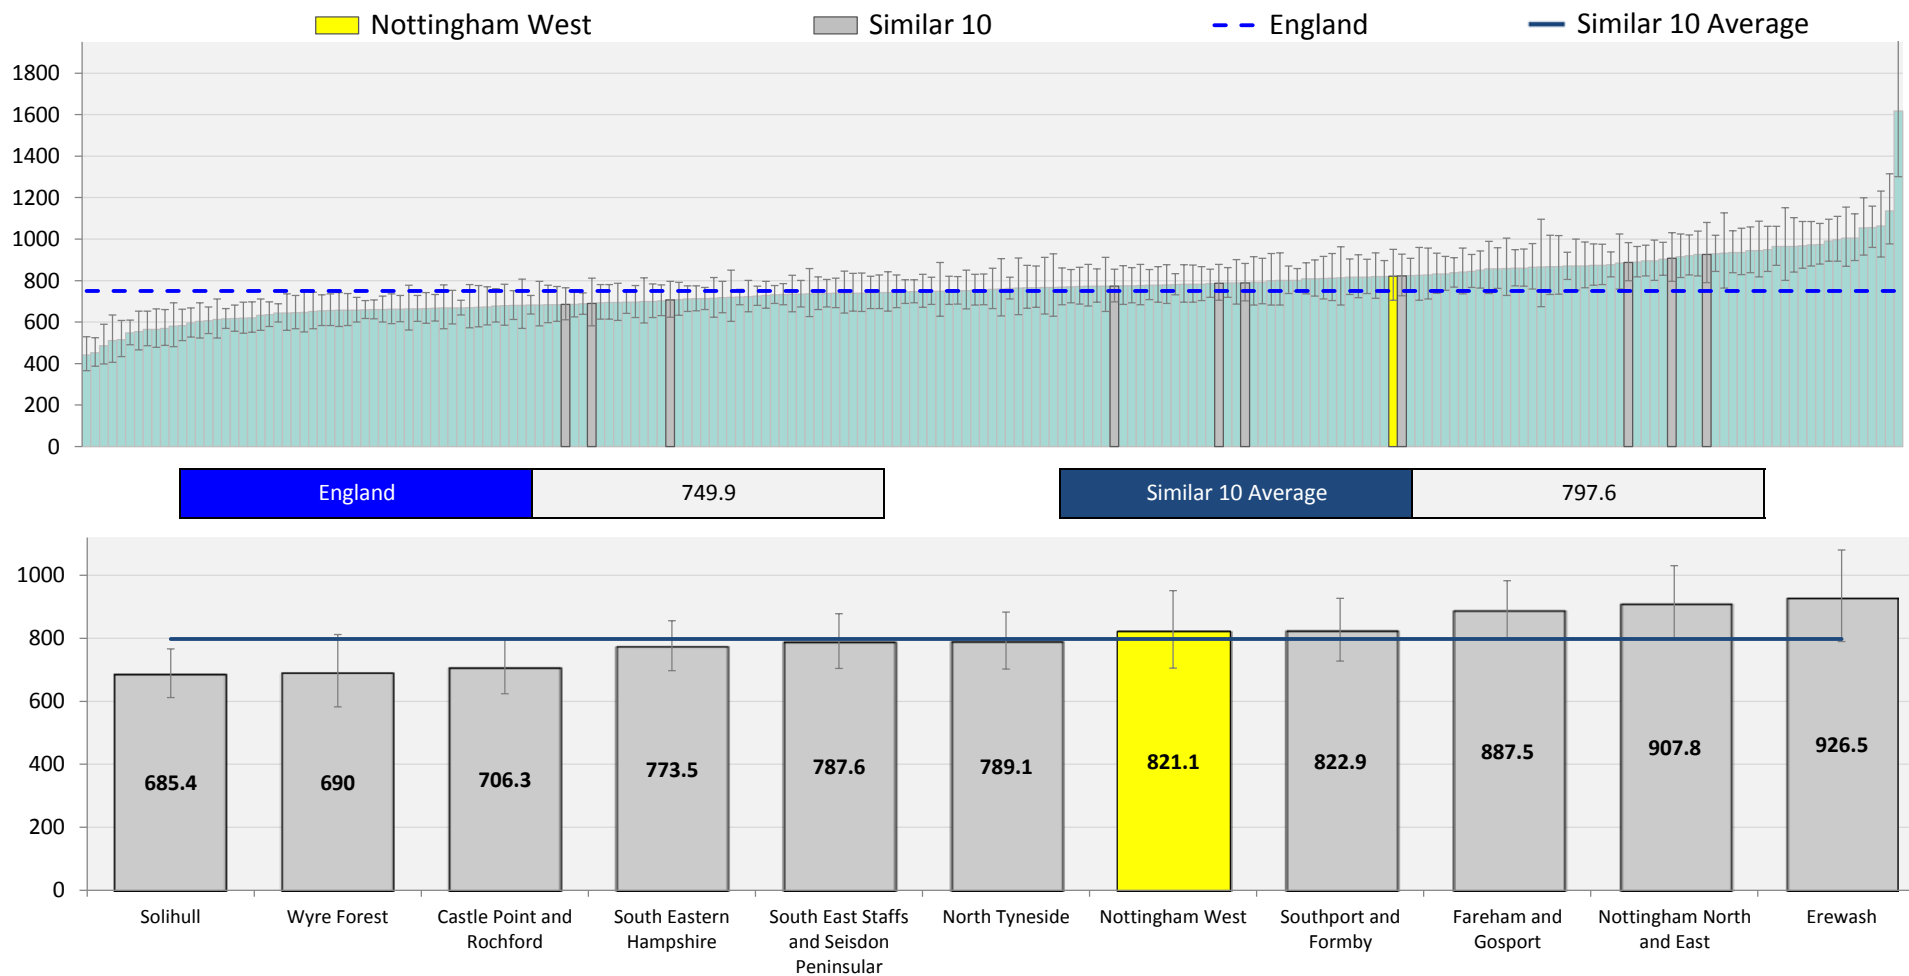 Nottingham West
Similar 10
England
Similar 10 Average
1800
1600
1400
1200
1000
800
600
400
200
0
England
749.9
Similar 10 Average
797.6
1000
800
600
400
200
0
685.4
690
706.3
773.5
787.6
789.1
821.1
822.9
887.5
907.8
926.5
Solihull
Wyre Forest
Castle Point and
Rochford
South Eastern
Hampshire
South East Staffs
and Seisdon
Peninsular
North Tyneside
Nottingham West
Southport and
Formby
Fareham and
Gosport
Nottingham North
and East
Erewash